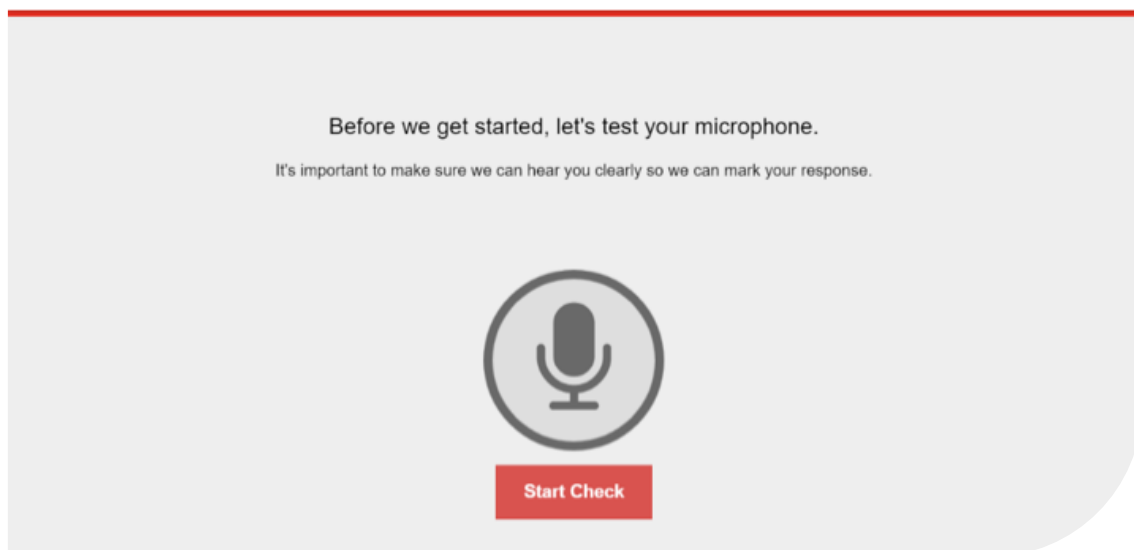 Before we get started, let's test your microphone.
It's important to make sure we can hear you clearly so we can mark your response.
Start Check